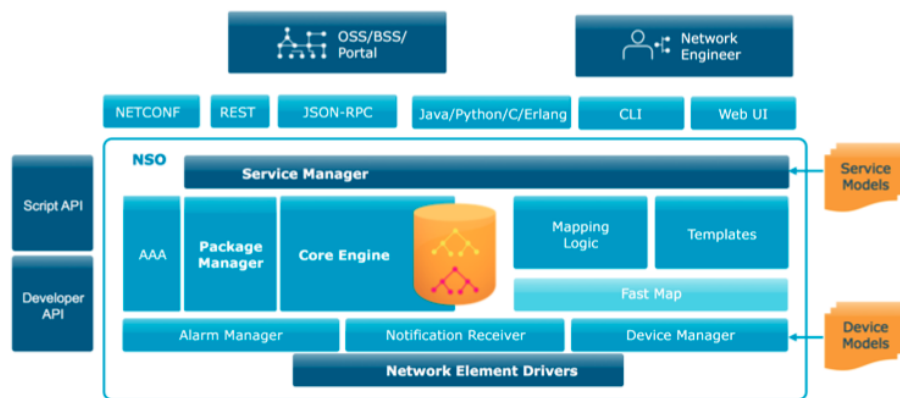 OSS/BSS/
Portal
Network
Engineer
NETCONF
REST
JSON-RPC
Java/Python/C/Erlang
CLI
Web UI
NSO
Service Manager
Service
Models
Script API
AAA
Package
Manager
Core Engine
Mapping
Logic
Templates
Developer
API
Fast Map
Alarm Manager
Notification Receiver
Device Manager
Device
Models
Network Element Drivers